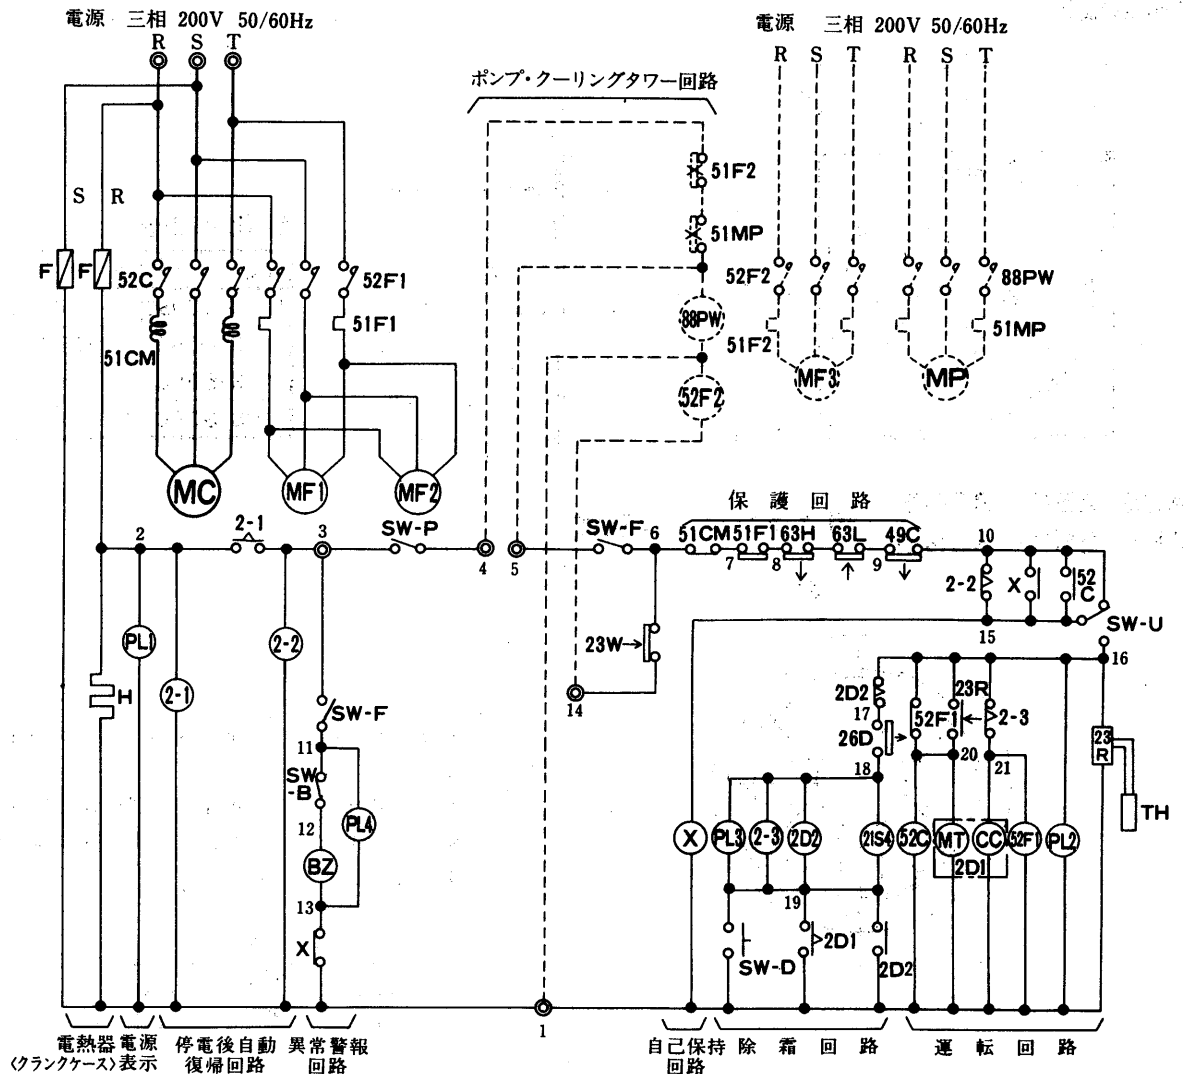 電源 三相 200V 50/60Hz
R S T
電源 三相 200V 50/60Hz
R S T R S T
ポンプ・クーリングタワー回路
51F2
51MP
S R
F F 52C 52F1
51F1
51CM
52F2 88PW
88PW
51F2 51MP
MF3 MP
52F2
MC MF1 MF2
保護回路
2 2-1 3 SW-P 4 5 SW-F 6 51CM 51F1 63H 63L 49C 10
7 8 9
2-2 X 52C
SW-U
15
16
PL1 2-2 23W
H 2-1
14
2D2 23R
17 52F1 2-3
26D
20
18 21
23R
TH
SW-F
11
SW-B
12 PL4
BZ
13
X
X PL3 2-3 2D2 21S4 52C MT CC 52F1 PL2
2D1
19
SW-D 2D1 2D2
1
電熱器
〈クランクケース〉
電源
表示
停電後自動
復帰回路
異常警報
回路
自己保持
回路
除霜回路
運転回路